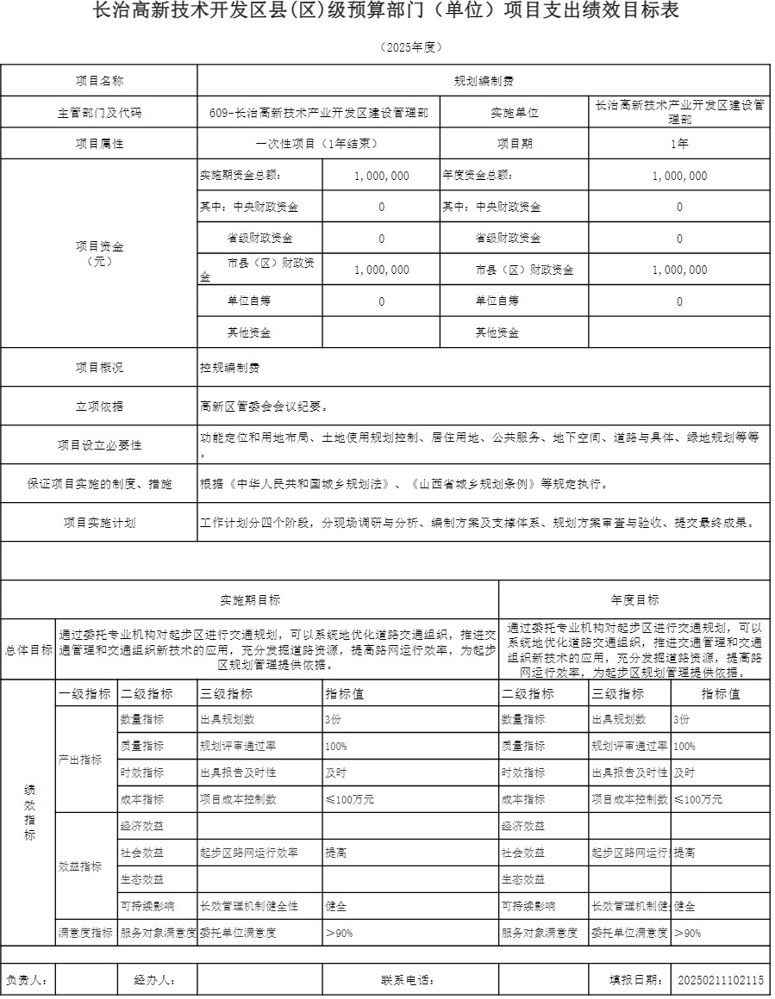 长治高新技术开发区县(区)级预算部门（单位）项目支出绩效目标表
（2025年度）
项目名称 规划编制费
主管部门及代码 609-长治高新技术产业开发区建设管理部 实施单位 长治高新技术产业开发区建设管
理部
项目属性 一次性项目（1年结束） 项目期 1年
项目资金
（元）
实施期资金总额： 1,000,000 年度资金总额： 1,000,000
其中：中央财政资金 0 其中：中央财政资金 0
省级财政资金 0 省级财政资金 0
市县（区）财政资
金 1,000,000 市县（区）财政资金 1,000,000
单位自筹 0 单位自筹 0
其他资金 其他资金
项目概况 控规编制费
立项依据 高新区管委会会议纪要。
项目设立必要性 功能定位和用地布局、土地使用规划控制、居住用地、公共服务、地下空间、道路与具体、绿地规划等等
。
保证项目实施的制度、措施 根据《中华人民共和国城乡规划法》、《山西省城乡规划条例》等规定执行。
项目实施计划 工作计划分四个阶段，分现场调研与分析、编制方案及支撑体系、规划方案审查与验收、提交最终成果。
实施期目标 年度目标
总体目标
通过委托专业机构对起步区进行交通规划，可以系统地优化道路交通组织，推进交
通管理和交通组织新技术的应用，充分发掘道路资源，提高路网运行效率，为起步
区规划管理提供依据。
通过委托专业机构对起步区进行交通规划，可以
系统地优化道路交通组织，推进交通管理和交通
组织新技术的应用，充分发掘道路资源，提高路
网运行效率，为起步区规划管理提供依据。
绩
效
指
标
一级指标 二级指标 三级指标 指标值 二级指标 三级指标 指标值
产出指标
数量指标 出具规划数 3份 数量指标 出具规划数 3份
质量指标 规划评审通过率 100% 质量指标 规划评审通过率 100%
时效指标 出具报告及时性 及时 时效指标 出具报告及时性 及时
成本指标 项目成本控制数 ≤100万元 成本指标 项目成本控制数 ≤100万元
效益指标
经济效益 经济效益
社会效益 起步区路网运行效率 提高 社会效益 起步区路网运行 提高
生态效益 生态效益
可持续影响 长效管理机制健全性 健全 可持续影响 长效管理机制健 健全
满意度指标 服务对象满意度 委托单位满意度 >90% 服务对象满意度 委托单位满意度 >90%
负责人： 经办人： 联系电话： 填报日期： 20250211102115